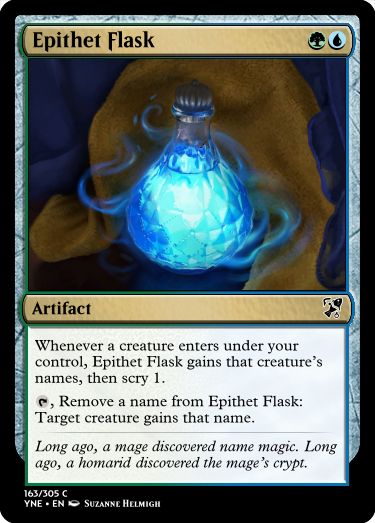 Epithet Flask
Artifact
Whenever a creature enters under your
control, Epithet Flask gains that creature's
names, then scry 1.
, Remove a name from Epithet Flask:
Target creature gains that name.
Long ago, a mage discovered name magic. Long
ago, a homarid discovered the mage's crypt.
163/305 C
YNE • EN Suzanne Helmigh